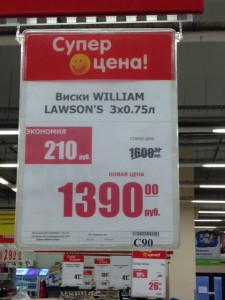 Супер
цена!
Виски WILLIAM
LAWSON'S 3x0.75л
ЭКОНОМИЯ
210 руб.
СТАРАЯ ЦЕНА
1600
НОВАЯ ЦЕНА
1390 00
руб.
C90